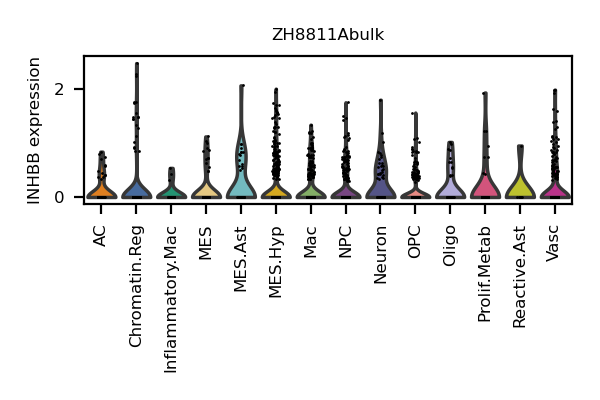 ZH8811Abulk
INHBB expression
2
0
AC
Chromatin.Reg
Inflammatory.Mac
MES
MES.Ast
MES.Hyp
Mac
NPC
Neuron
OPC
Oligo
Prolif.Metab
Reactive.Ast
Vasc